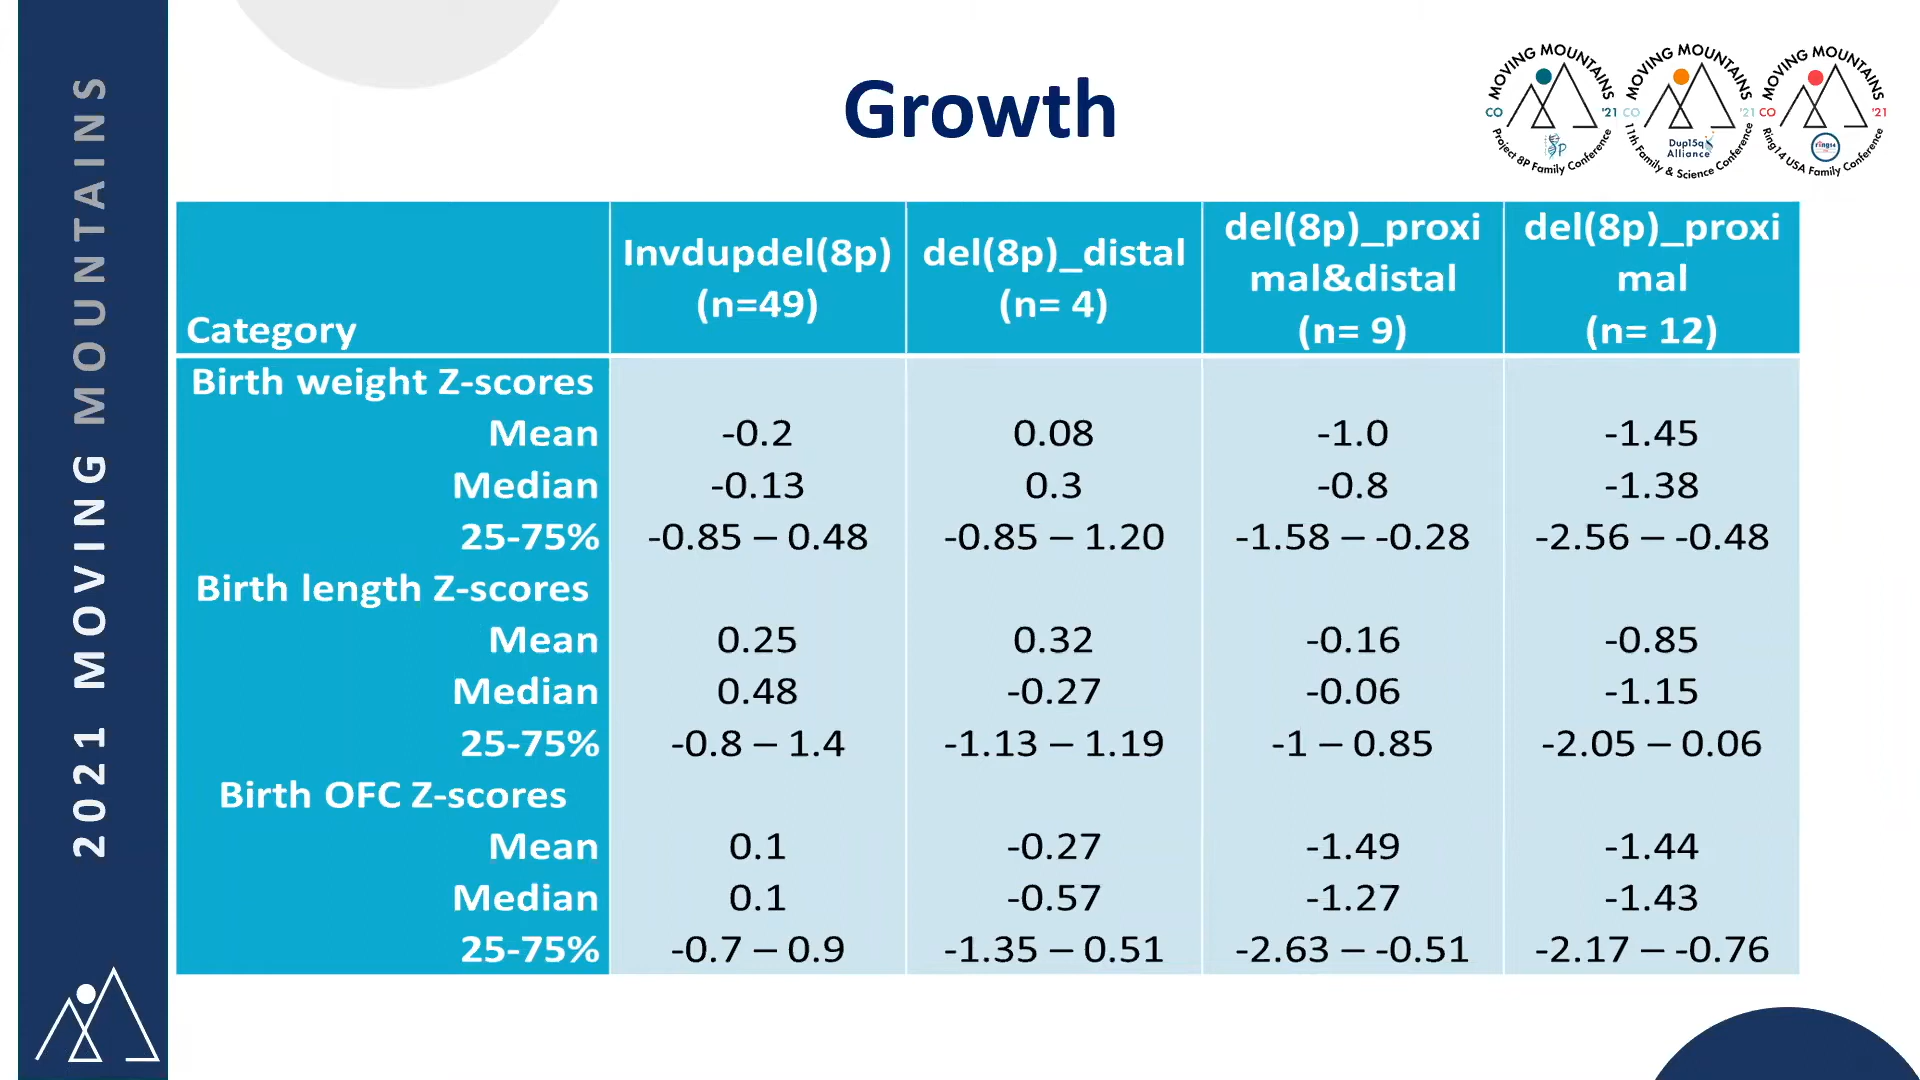 2021 MOVING MOUNTAINS
Growth
MOVING MOUNTAINS
CO '21
Project 8P Family Conference
8P
MOVING MOUNTAINS
CO '21
Dup15q
Alliance
11th Family & Science Conference
MOVING MOUNTAINS
CO '21
ring14
Ring14 USA Family Conference
Category Invdupdel(8p) (n=49) del(8p)_distal (n= 4) del(8p)_proximal&distal (n= 9) del(8p)_proximal (n= 12)
Birth weight Z-scores
Mean -0.2 0.08 -1.0 -1.45
Median -0.13 0.3 -0.8 -1.38
25-75% -0.85 – 0.48 -0.85 – 1.20 -1.58 – -0.28 -2.56 – -0.48
Birth length Z-scores
Mean 0.25 0.32 -0.16 -0.85
Median 0.48 -0.27 -0.06 -1.15
25-75% -0.8 – 1.4 -1.13 – 1.19 -1 – 0.85 -2.05 – 0.06
Birth OFC Z-scores
Mean 0.1 -0.27 -1.49 -1.44
Median 0.1 -0.57 -1.27 -1.43
25-75% -0.7 – 0.9 -1.35 – 0.51 -2.63 – -0.51 -2.17 – -0.76